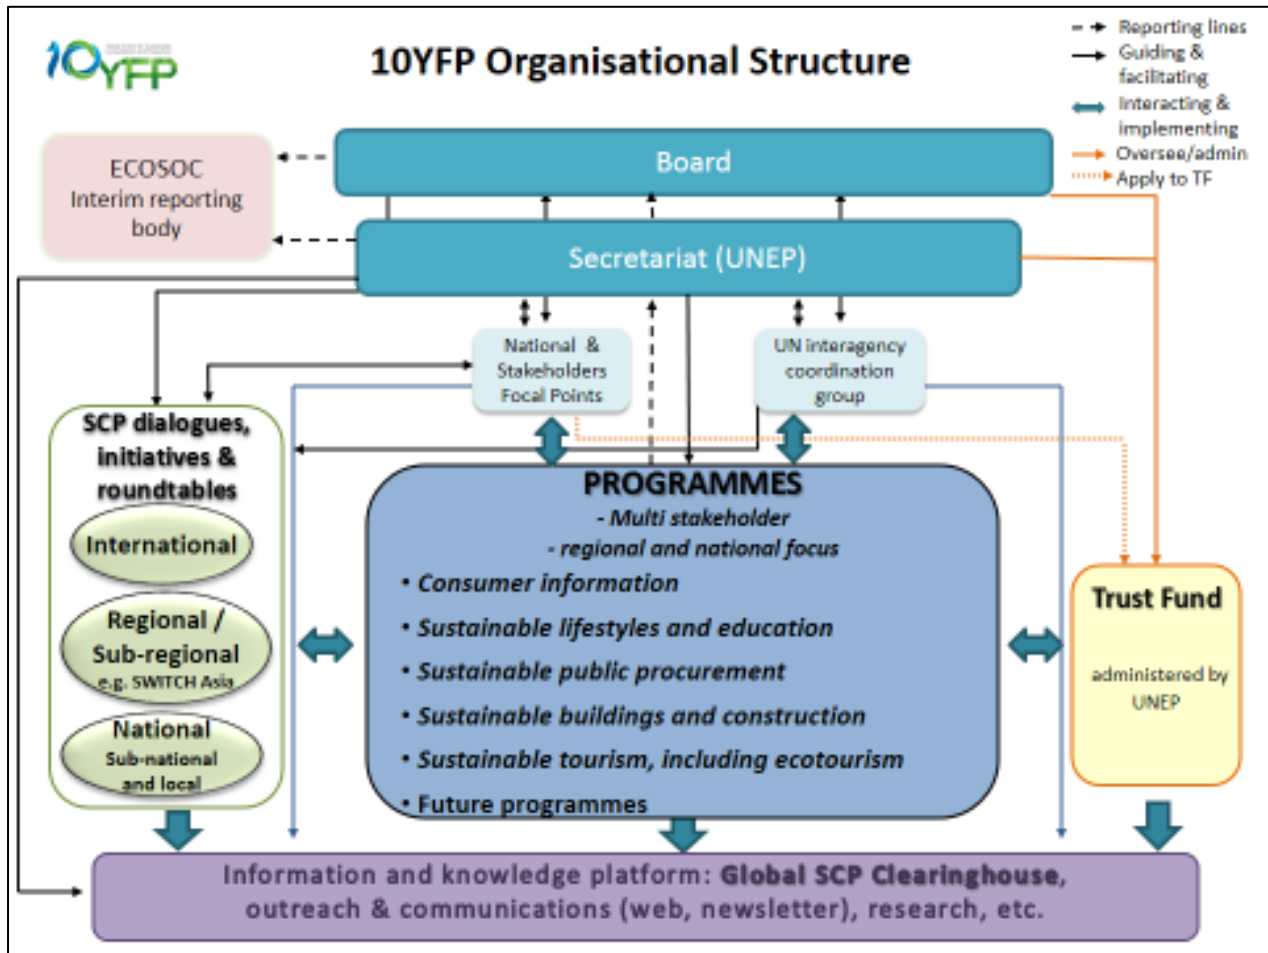 10YFP
10YFP Organisational Structure
Reporting lines
Guiding &
facilitating
Interacting &
implementing
Oversee/admin
Apply to TF
ECOSOC
Interim reporting
body
Board
Secretariat (UNEP)
National &
Stakeholders
Focal Points
UN interagency
coordination
group
SCP dialogues,
initiatives &
roundtables
International
Regional /
Sub-regional
e.g. SWITCH Asia
National
Sub-national
and local
PROGRAMMES
- Multi stakeholder
- regional and national focus
• Consumer information
• Sustainable lifestyles and education
• Sustainable public procurement
• Sustainable buildings and construction
• Sustainable tourism, including ecotourism
• Future programmes
Trust Fund
administered by
UNEP
Information and knowledge platform: Global SCP Clearinghouse,
outreach & communications (web, newsletter), research, etc.